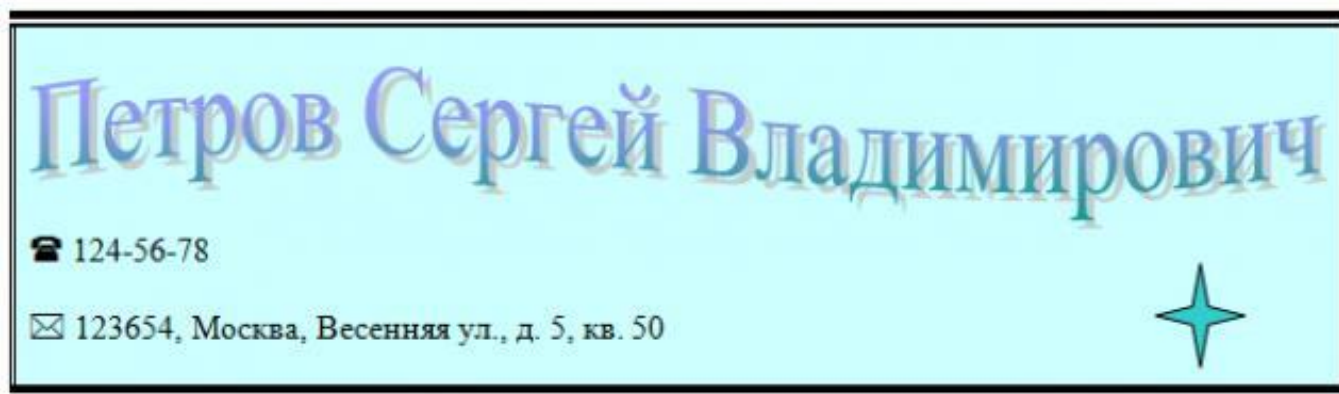 Петров Сергей Владимирович
☎ 124-56-78
✉ 123654, Москва, Весенняя ул., д. 5, кв. 50